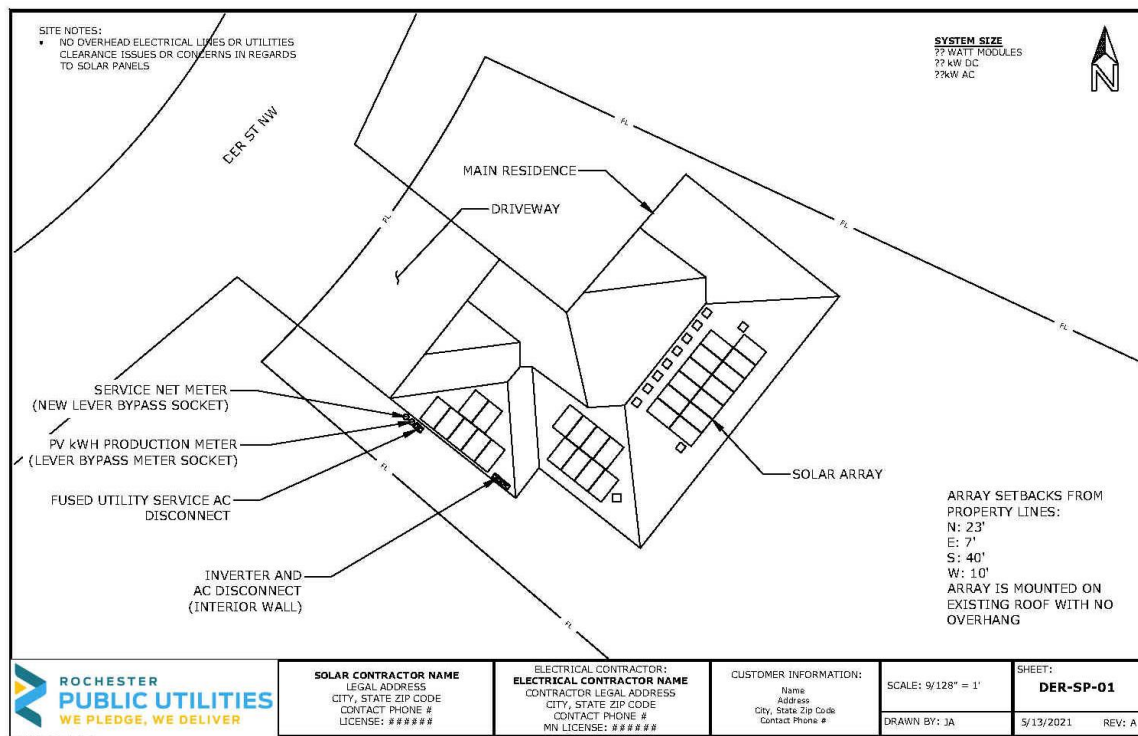 SITE NOTES:
• NO OVERHEAD ELECTRICAL LINES OR UTILITIES
CLEARANCE ISSUES OR CONCERNS IN REGARDS
TO SOLAR PANELS
SYSTEM SIZE
?? WATT MODULES
?? kW DC
??kW AC
N
DER ST NW
FL
MAIN RESIDENCE
DRIVEWAY
FL
FL
FL
SERVICE NET METER
(NEW LEVER BYPASS SOCKET)
PV kWH PRODUCTION METER
(LEVER BYPASS METER SOCKET)
FL
FUSED UTILITY SERVICE AC
DISCONNECT
SOLAR ARRAY
INVERTER AND
AC DISCONNECT
(INTERIOR WALL)
FL
ARRAY SETBACKS FROM
PROPERTY LINES:
N: 23'
E: 7'
S: 40'
W: 10'
ARRAY IS MOUNTED ON
EXISTING ROOF WITH NO
OVERHANG
ROCHESTER
PUBLIC UTILITIES
WE PLEDGE, WE DELIVER
SOLAR CONTRACTOR NAME
LEGAL ADDRESS
CITY, STATE ZIP CODE
CONTACT PHONE #
LICENSE: ######
ELECTRICAL CONTRACTOR:
ELECTRICAL CONTRACTOR NAME
CONTRACTOR LEGAL ADDRESS
CITY, STATE ZIP CODE
CONTACT PHONE #
MN LICENSE: ######
CUSTOMER INFORMATION:
Name
Address
City, State Zip Code
Contact Phone #
SCALE: 9/128" = 1'
DRAWN BY: JA
SHEET:
DER-SP-01
5/13/2021 REV: A